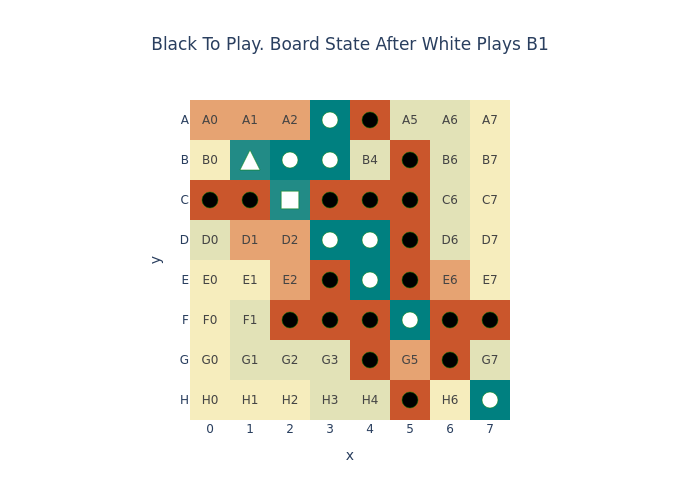 Black To Play. Board State After White Plays B1
A A0 A1 A2 A5 A6 A7
B B0 B4 B6 B7
C C6 C7
D D0 D1 D2 D6 D7
y
E E0 E1 E2 E6 E7
F F0 F1
G G0 G1 G2 G3 G5 G7
H H0 H1 H2 H3 H4 H6
0 1 2 3 4 5 6 7
x